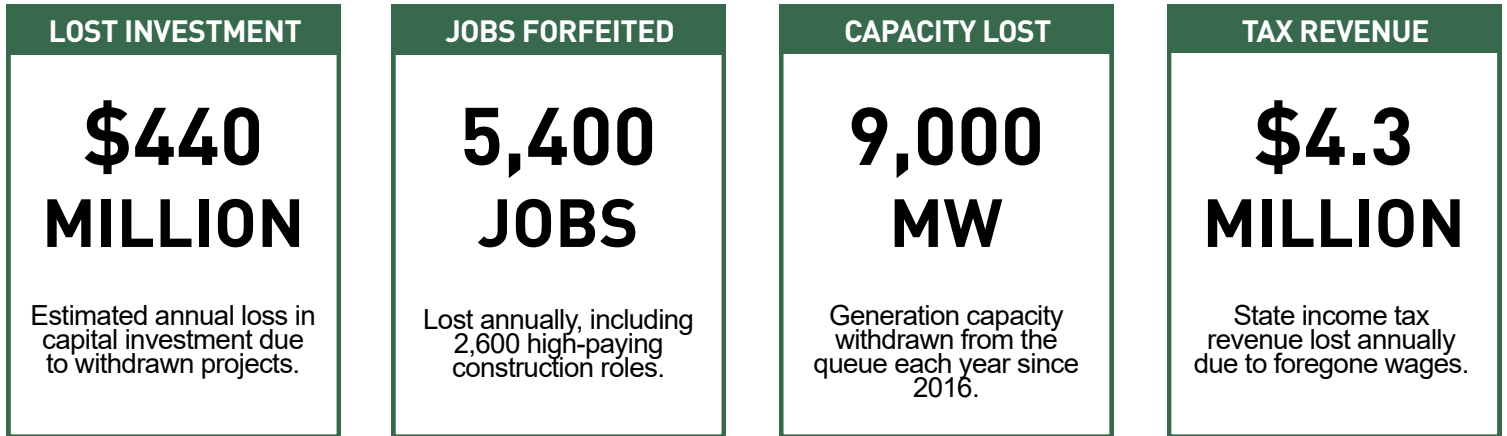 LOST INVESTMENT
$440
MILLION
Estimated annual loss in
capital investment due
to withdrawn projects.
JOBS FORFEITED
5,400
JOBS
Lost annually, including
2,600 high-paying
construction roles.
CAPACITY LOST
9,000
MW
Generation capacity
withdrawn from the
queue each year since
2016.
TAX REVENUE
$4.3
MILLION
State income tax
revenue lost annually
due to foregone wages.